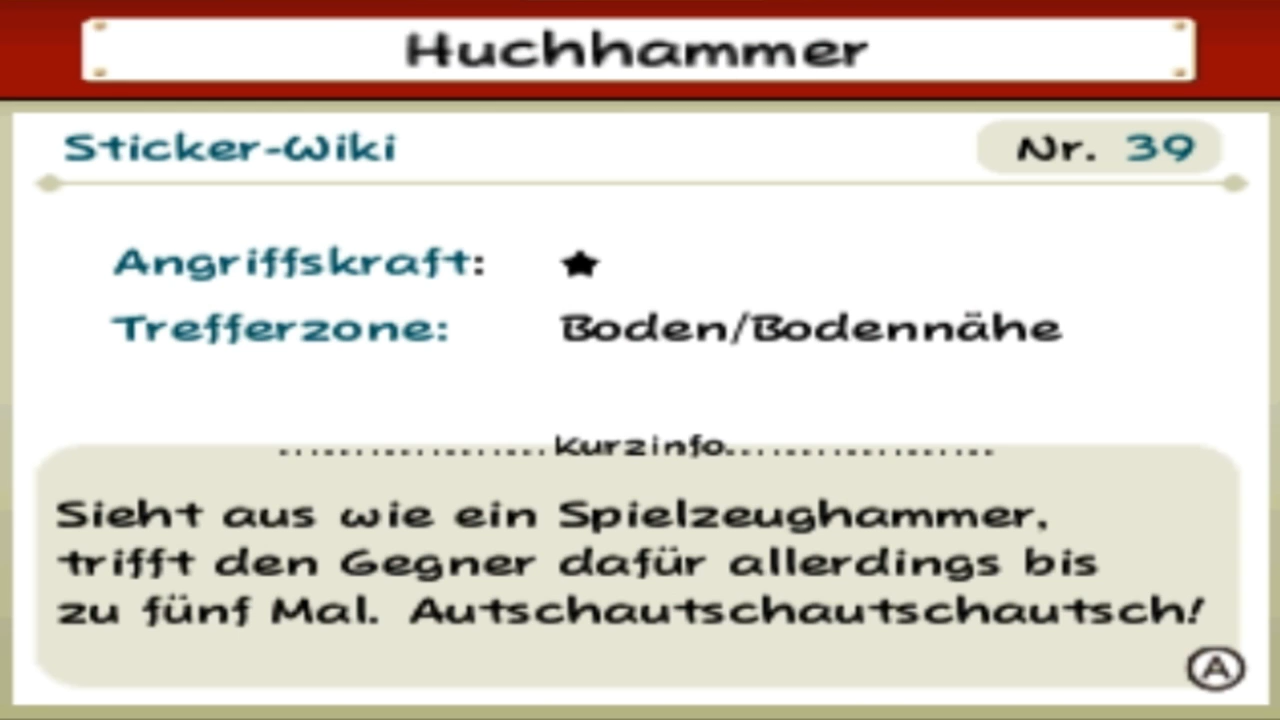 Huchhammer
Sticker-Wiki
Nr. 39
Angriffskraft: ★
Trefferzone: Boden/Bodennähe
Kurzinfo
Sieht aus wie ein Spielzeughammer,
trifft den Gegner dafür allerdings bis
zu fünf Mal. Autschautschautschautsch!
A